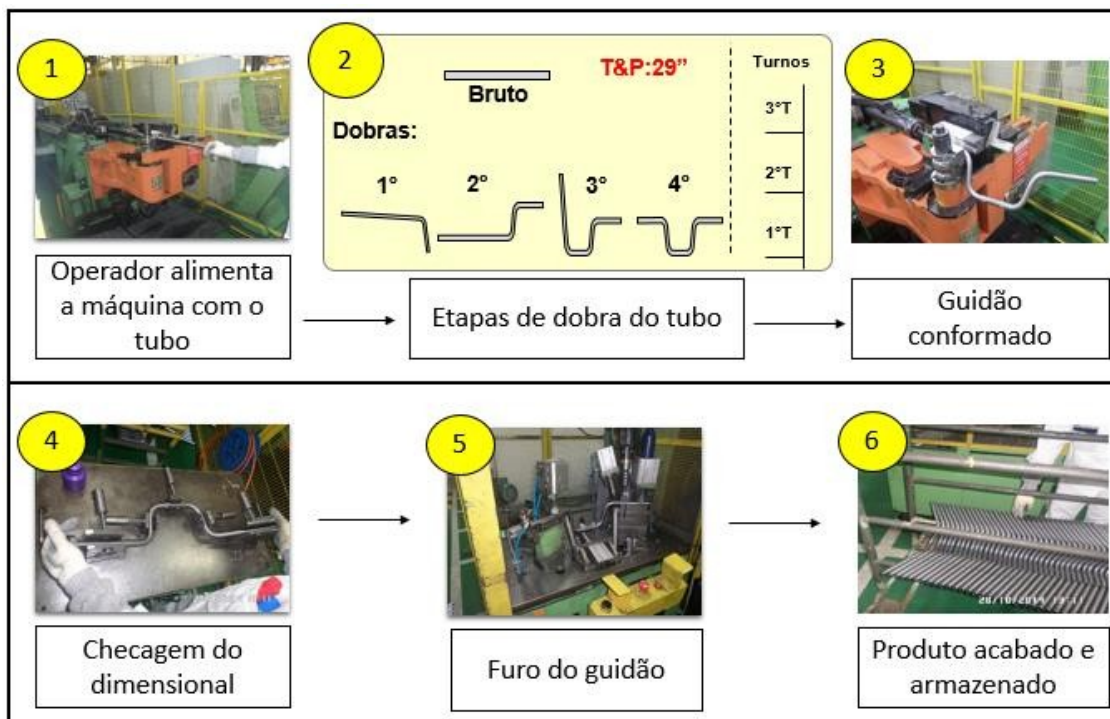 1
2
3
T&P:29”
Bruto
Dobras:
1°
2°
3°
4°
Turnos
3°T
2°T
1°T
Operador alimenta
a máquina com o
tubo
Etapas de dobra do tubo
Guidão
conformado
4
5
6
Checagem do
dimensional
Furo do guidão
Produto acabado e
armazenado